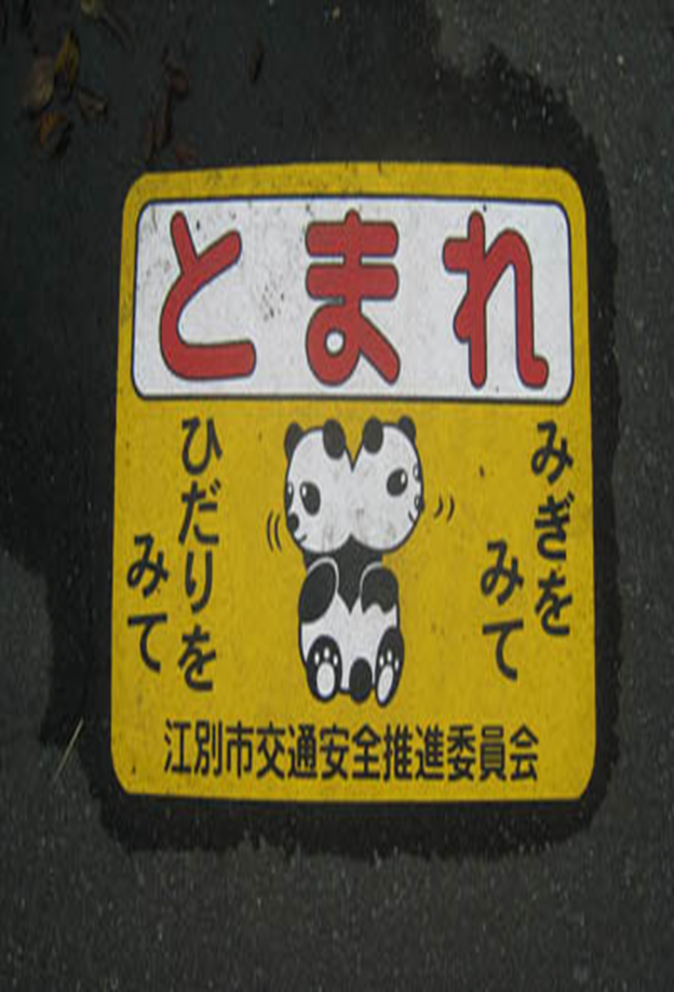 とまれ
みぎを
みて
ひだりを
みて
江別市交通安全推進委員会